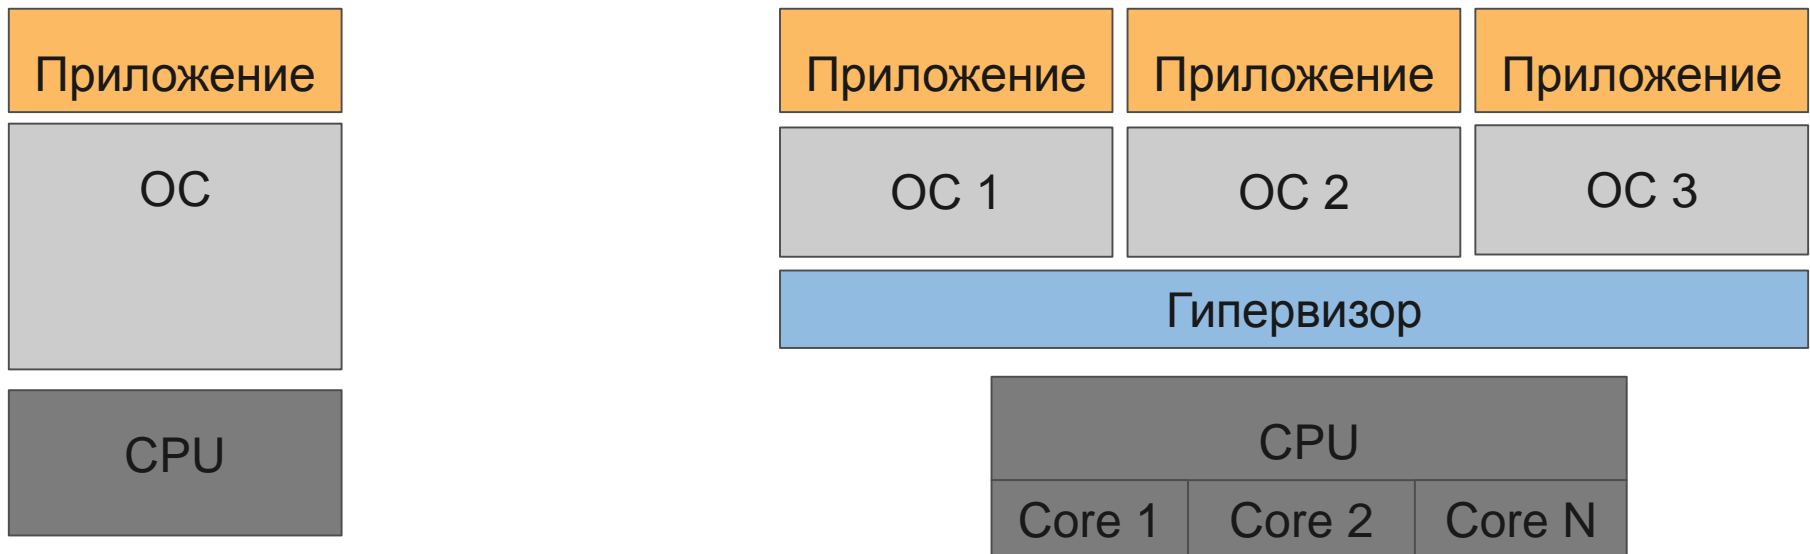 Приложение
ОС
CPU
Приложение
Приложение
Приложение
ОС 1
ОС 2
ОС 3
Гипервизор
CPU
Core 1
Core 2
Core N